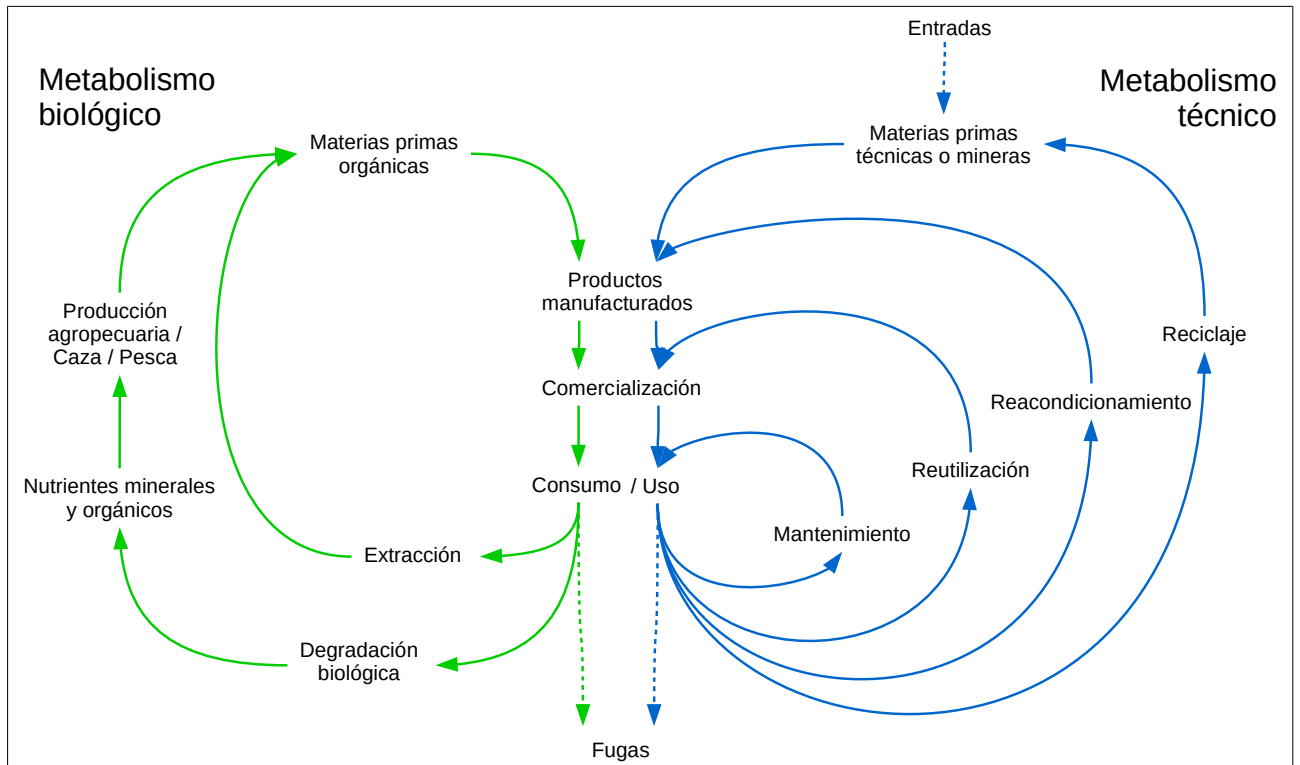 Entradas
Metabolismo
biológico
Metabolismo
técnico
Materias primas
orgánicas
Materias primas
técnicas o mineras
Productos
manufacturados
Producción
agropecuaria /
Caza / Pesca
Reciclaje
Comercialización
Reacondicionamiento
Reutilización
Nutrientes minerales
y orgánicos
Consumo / Uso
Mantenimiento
Extracción
Degradación
biológica
Fugas